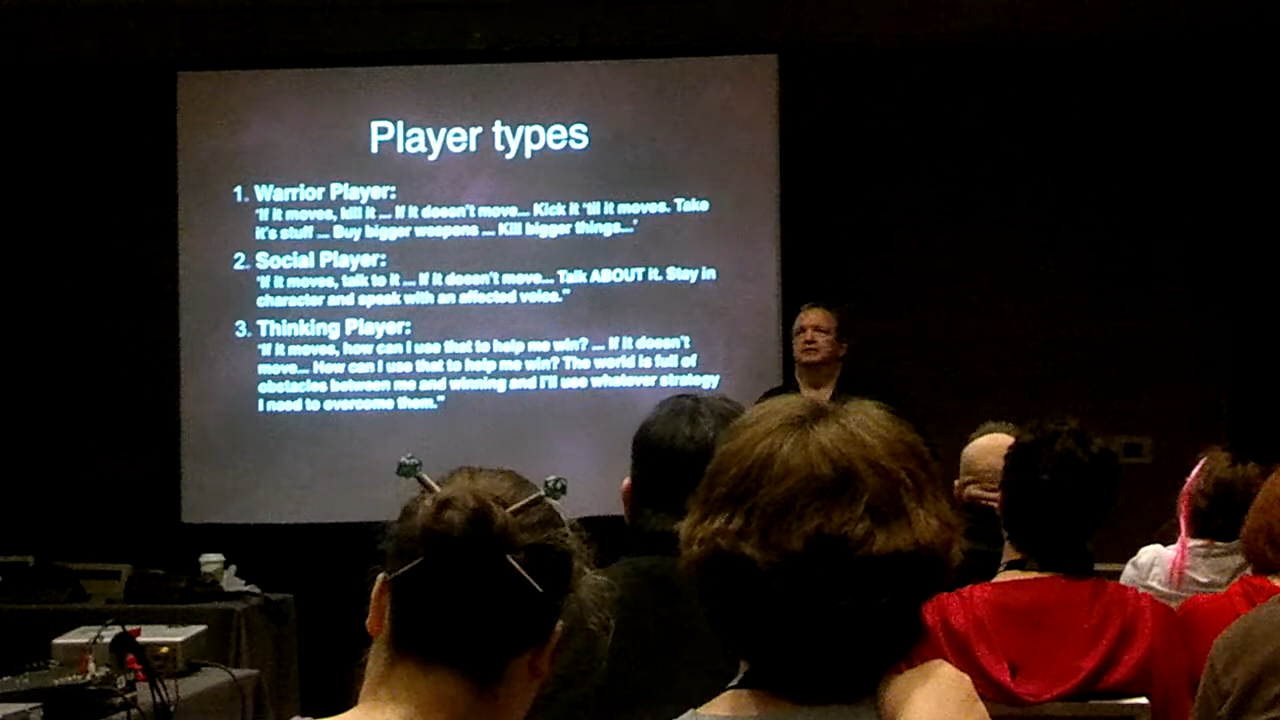 Player types
1. Warrior Player:
'If it moves, kill it ... If it doesn't move... Kick it 'til it moves. Take
it's stuff ... Buy bigger weapons ... Kill bigger things...'
2. Social Player:
'If it moves, talk to it ... If it doesn't move... Talk ABOUT it. Stay in
character and speak with an affected voice."
3. Thinking Player:
'If it moves, how can I use that to help me win? ... If it doesn't
move... How can I use that to help me win? The world is full of
obstacles between me and winning and I'll use whatever strategy
I need to overcome them."